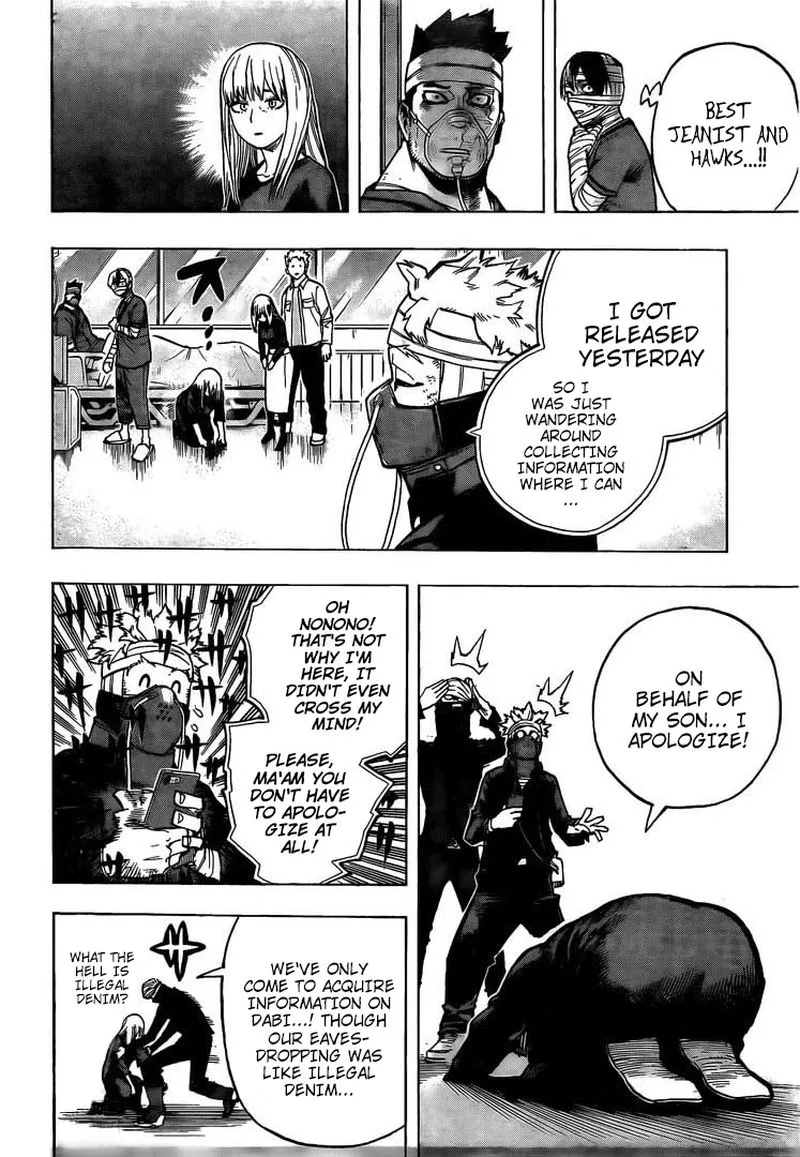 BEST
JEANIST AND
HAWKS...!!
I GOT
RELEASED
YESTERDAY
SO I
WAS JUST
WANDERING
AROUND
COLLECTING
INFORMATION
WHERE I CAN
...
ON
BEHALF OF
MY SON... I
APOLOGIZE!
OH
NONONO!
THAT'S NOT
WHY I'M
HERE, IT
DIDN'T EVEN
CROSS MY
MIND!
PLEASE,
MA'AM YOU
DON'T HAVE
TO APOLO-
GIZE AT
ALL!
WE'VE ONLY
COME TO ACQUIRE
INFORMATION ON
DABI...! THOUGH
OUR EAVES-
DROPPING WAS
LIKE ILLEGAL
DENIM...
WHAT THE
HELL IS
ILLEGAL
DENIM?